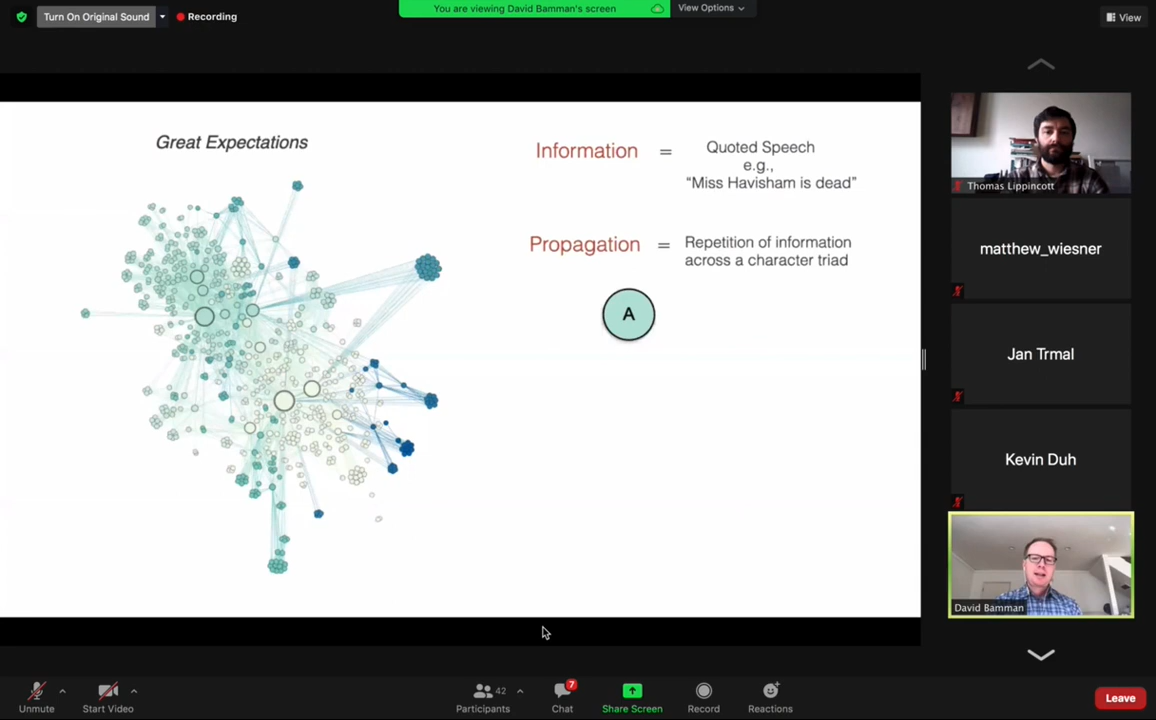 Turn On Original Sound
Recording
You are viewing David Bamman's screen
View Options
View
Great Expectations
Information = Quoted Speech
e.g.,
“Miss Havisham is dead”
Propagation = Repetition of information
across a character triad
A
Thomas Lippincott
matthew_wiesner
Jan Trmal
Kevin Duh
David Bamman
Unmute
Start Video
Participants
42
Chat
7
Share Screen
Record
Reactions
Leave